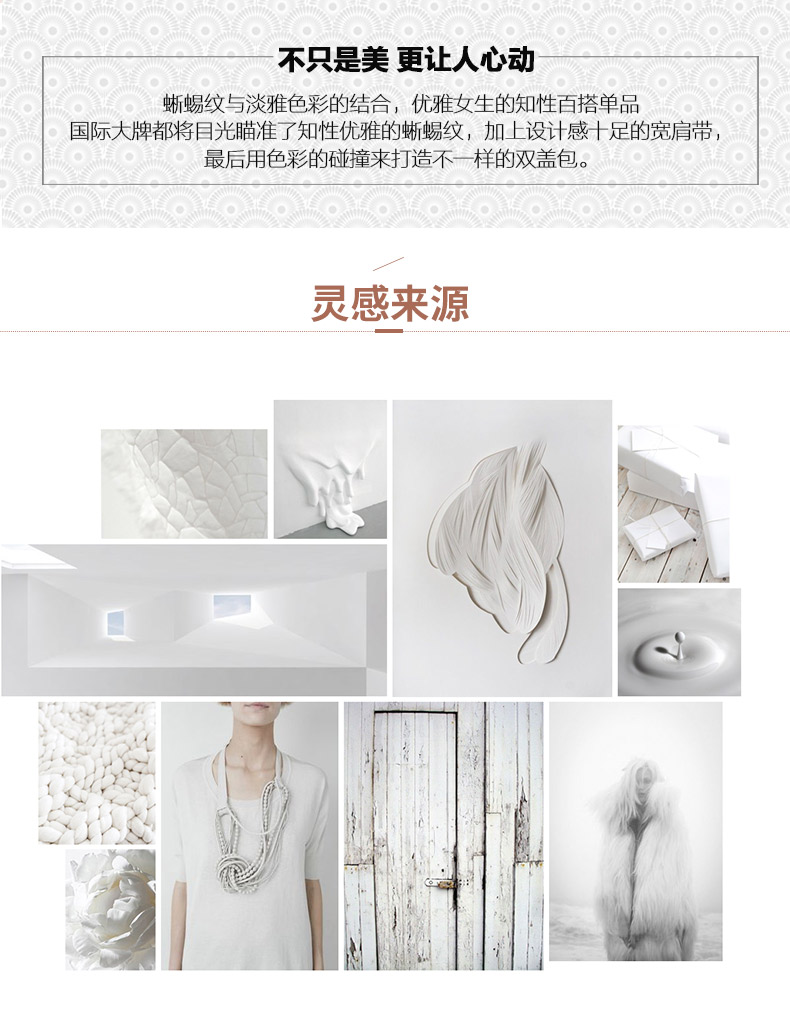 不只是美 更让人心动
蜥蜴纹与淡雅色彩的结合，优雅女生的知性百搭单品
国际大牌都将目光瞄准了知性优雅的蜥蜴纹，加上设计感十足的宽肩带，
最后用色彩的碰撞来打造不一样的双盖包。
灵感来源